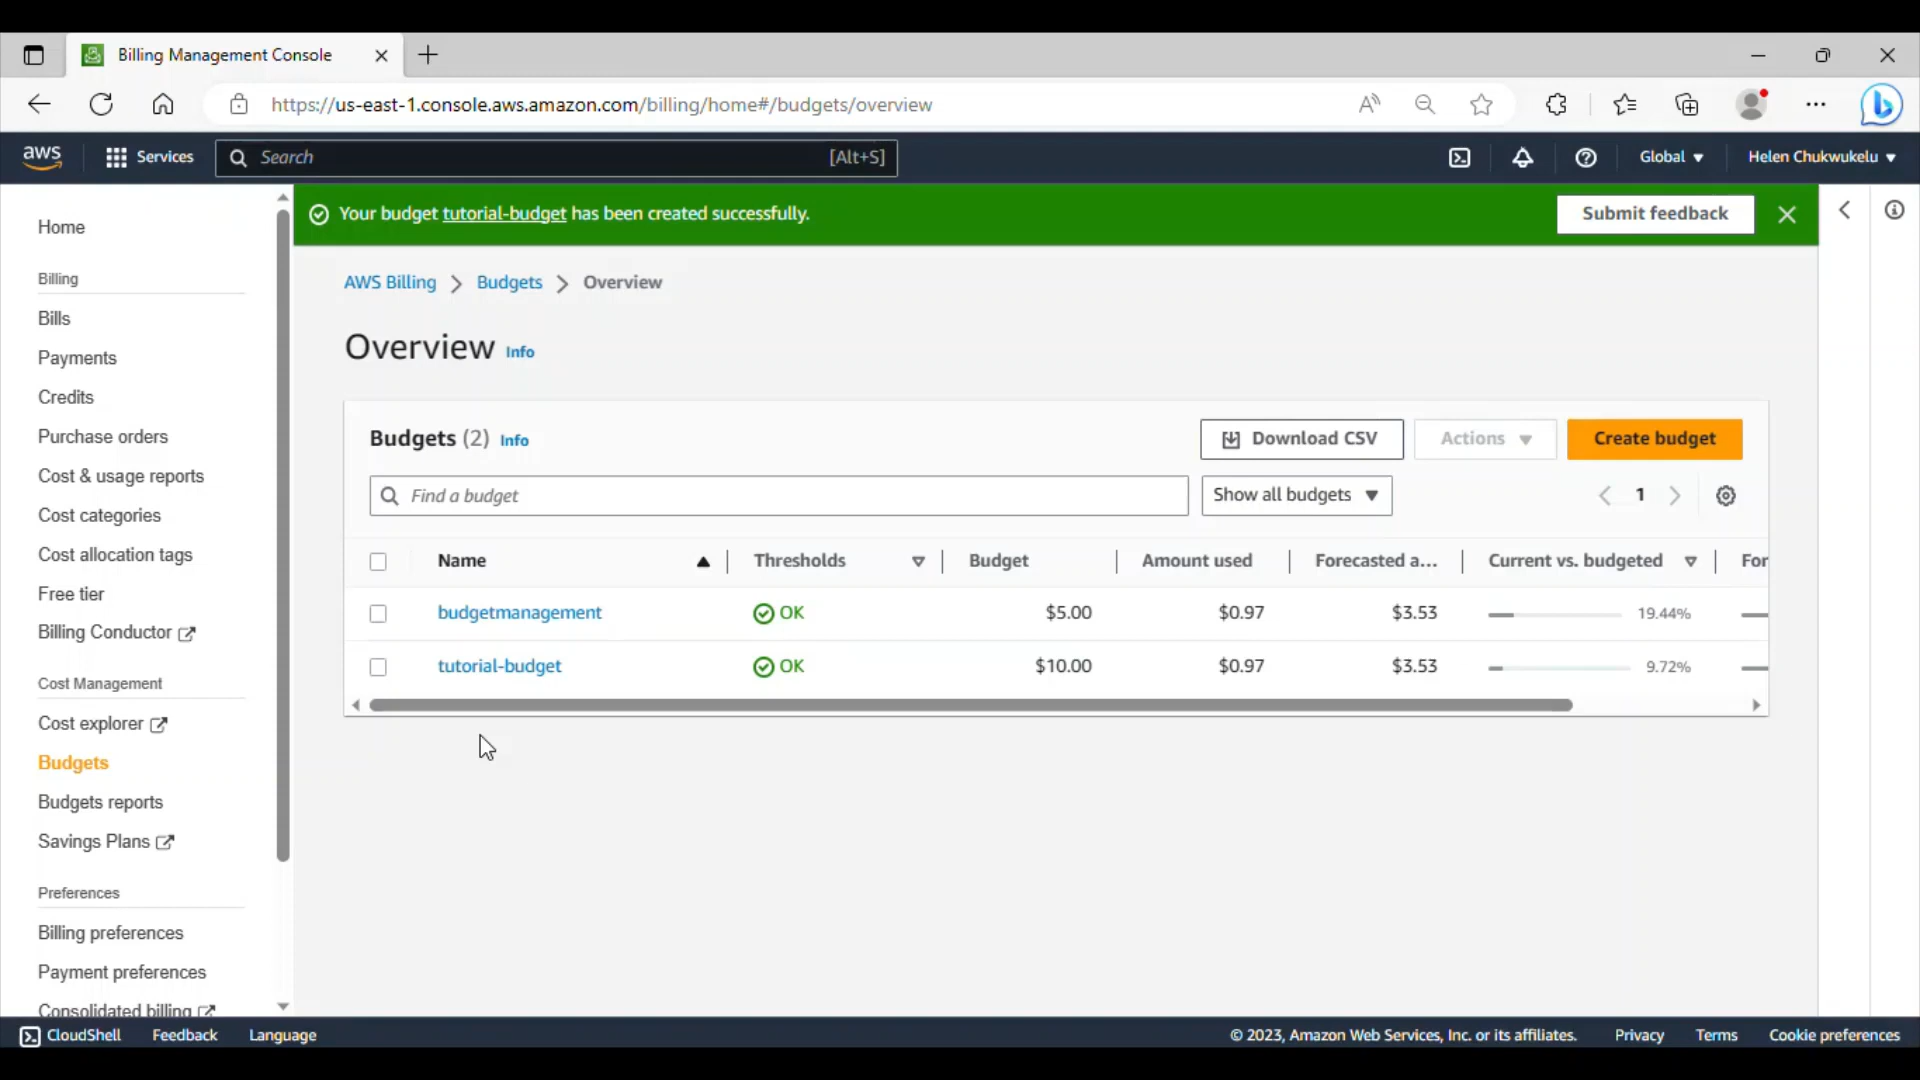 Billing Management Console
https://us-east-1.console.aws.amazon.com/billing/home#/budgets/overview
aws Services Search [Alt+S] Global Helen Chukwukelu
Your budget tutorial-budget has been created successfully. Submit feedback
AWS Billing Budgets Overview
Overview Info
Budgets (2) Info Download CSV Actions Create budget
Find a budget Show all budgets 1
Name Thresholds Budget Amount used Forecasted a... Current vs. budgeted For
budgetmanagement OK $5.00 $0.97 $3.53 19.44%
tutorial-budget OK $10.00 $0.97 $3.53 9.72%
Home
Billing
Bills
Payments
Credits
Purchase orders
Cost & usage reports
Cost categories
Cost allocation tags
Free tier
Billing Conductor
Cost Management
Cost explorer
Budgets
Budgets reports
Savings Plans
Preferences
Billing preferences
Payment preferences
Consolidated billing
CloudShell Feedback Language © 2023, Amazon Web Services, Inc. or its affiliates. Privacy Terms Cookie preferences